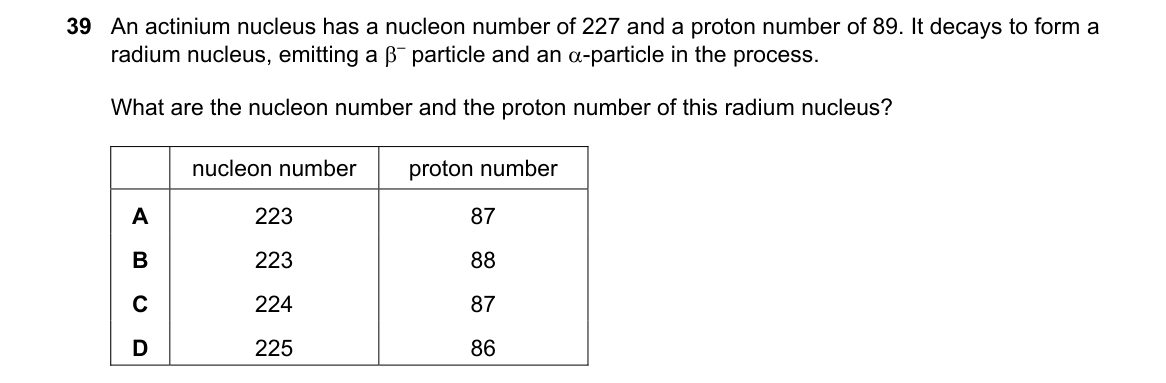 39 An actinium nucleus has a nucleon number of 227 and a proton number of 89. It decays to form a
radium nucleus, emitting a β⁻ particle and an α-particle in the process.
What are the nucleon number and the proton number of this radium nucleus?
nucleon number proton number
A 223 87
B 223 88
C 224 87
D 225 86